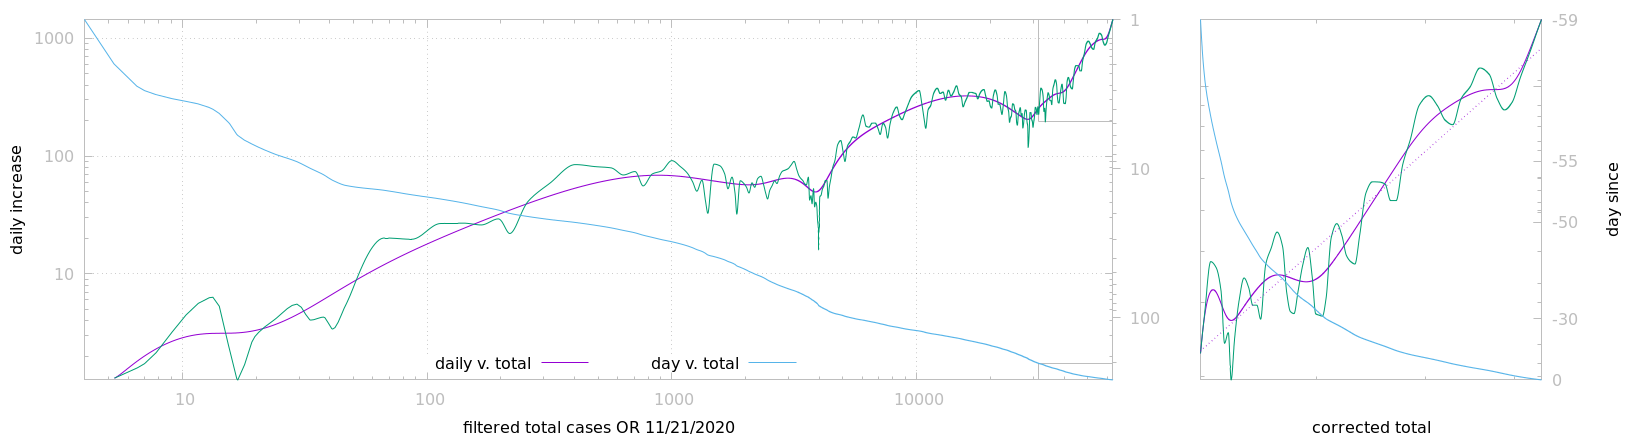 1000
100
10
daily increase
10
100
1000
10000
filtered total cases OR 11/21/2020
daily v. total
day v. total
1
10
100
-59
-55
-50
-30
0
day since
corrected total